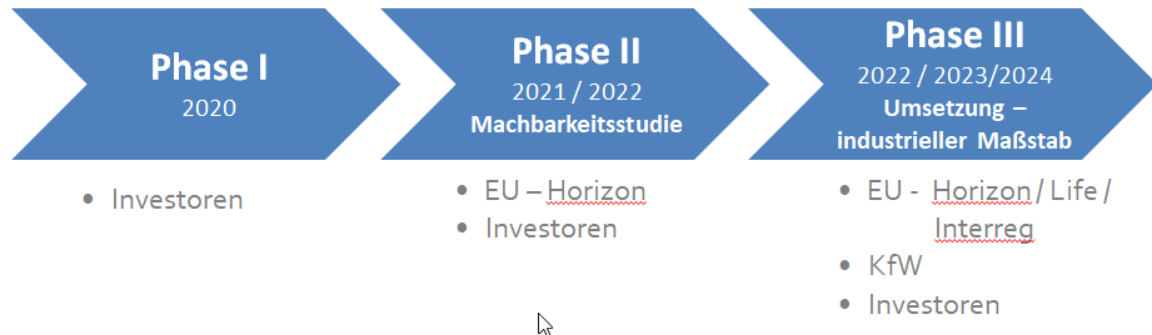 Phase I
2020
• Investoren
Phase II
2021 / 2022
Machbarkeitsstudie
• EU – Horizon
• Investoren
Phase III
2022 / 2023/2024
Umsetzung –
industrieller Maßstab
• EU - Horizon / Life /
Interreg
• KfW
• Investoren